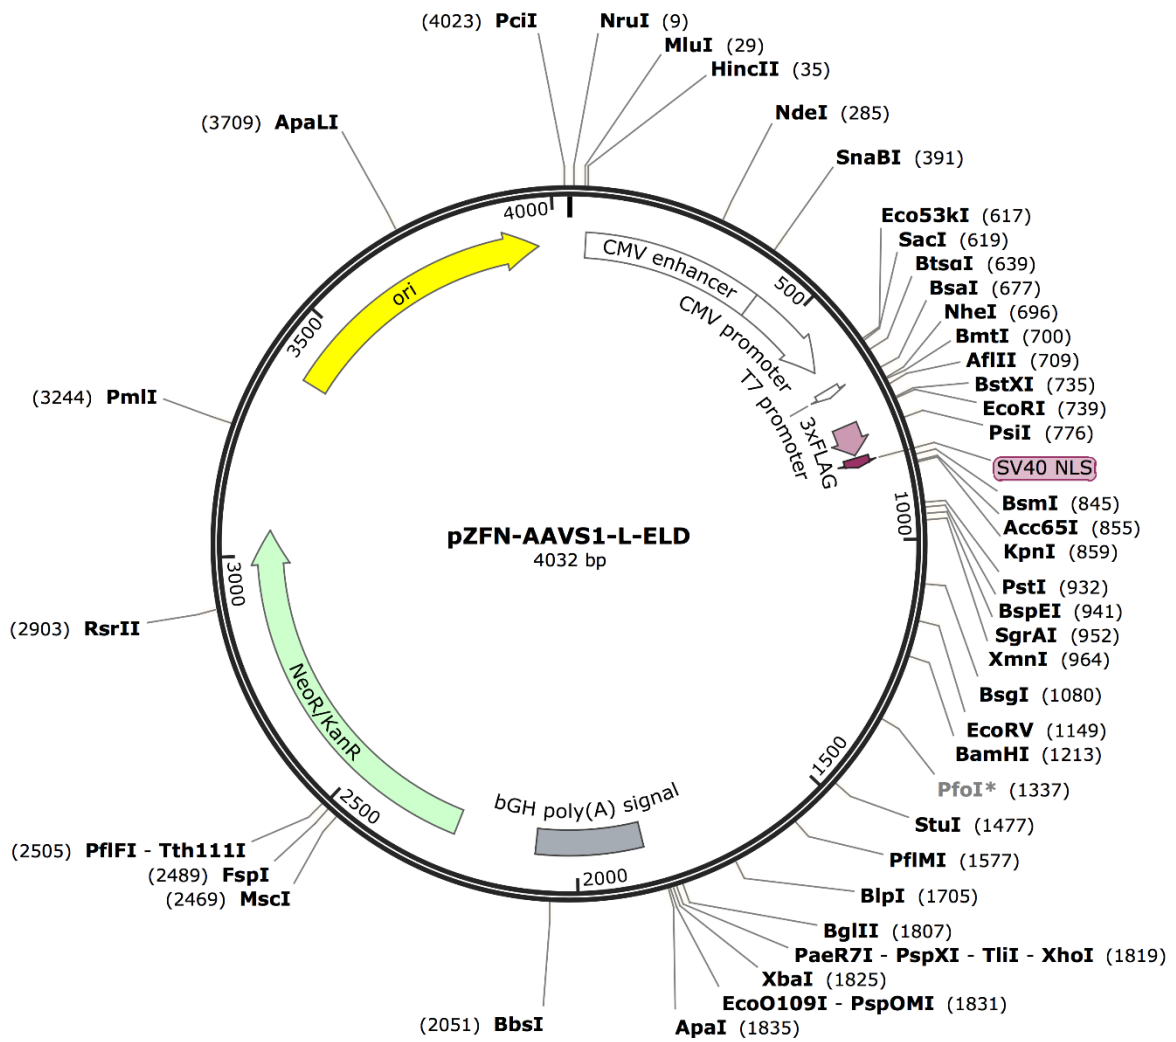 (4023) PciI
NruI (9)
MluI (29)
HincII (35)
NdeI (285)
SnaBI (391)
Eco53kI (617)
SacI (619)
BtsαI (639)
BsaI (677)
NheI (696)
BmtI (700)
AflII (709)
BstXI (735)
EcoRI (739)
PsiI (776)
SV40 NLS
BsmI (845)
Acc65I (855)
KpnI (859)
PstI (932)
BspEI (941)
SgrAI (952)
XmnI (964)
BsgI (1080)
EcoRV (1149)
BamHI (1213)
PfoI* (1337)
StuI (1477)
PflMI (1577)
BlpI (1705)
BglII (1807)
PaeR7I - PspXI - TliI - XhoI (1819)
XbaI (1825)
EcoO109I - PspOMI (1831)
ApaI (1835)
(2051) BbsI
(2469) MscI
(2489) FspI
(2505) PflFI - Tth111I
(2903) RsrII
(3244) PmlI
(3709) ApaLI
500
1000
1500
2000
2500
3000
3500
4000
CMV enhancer
CMV promoter
T7 promoter
3xFLAG
bGH poly(A) signal
NeoR/KanR
ori
pZFN-AAVS1-L-ELD
4032 bp